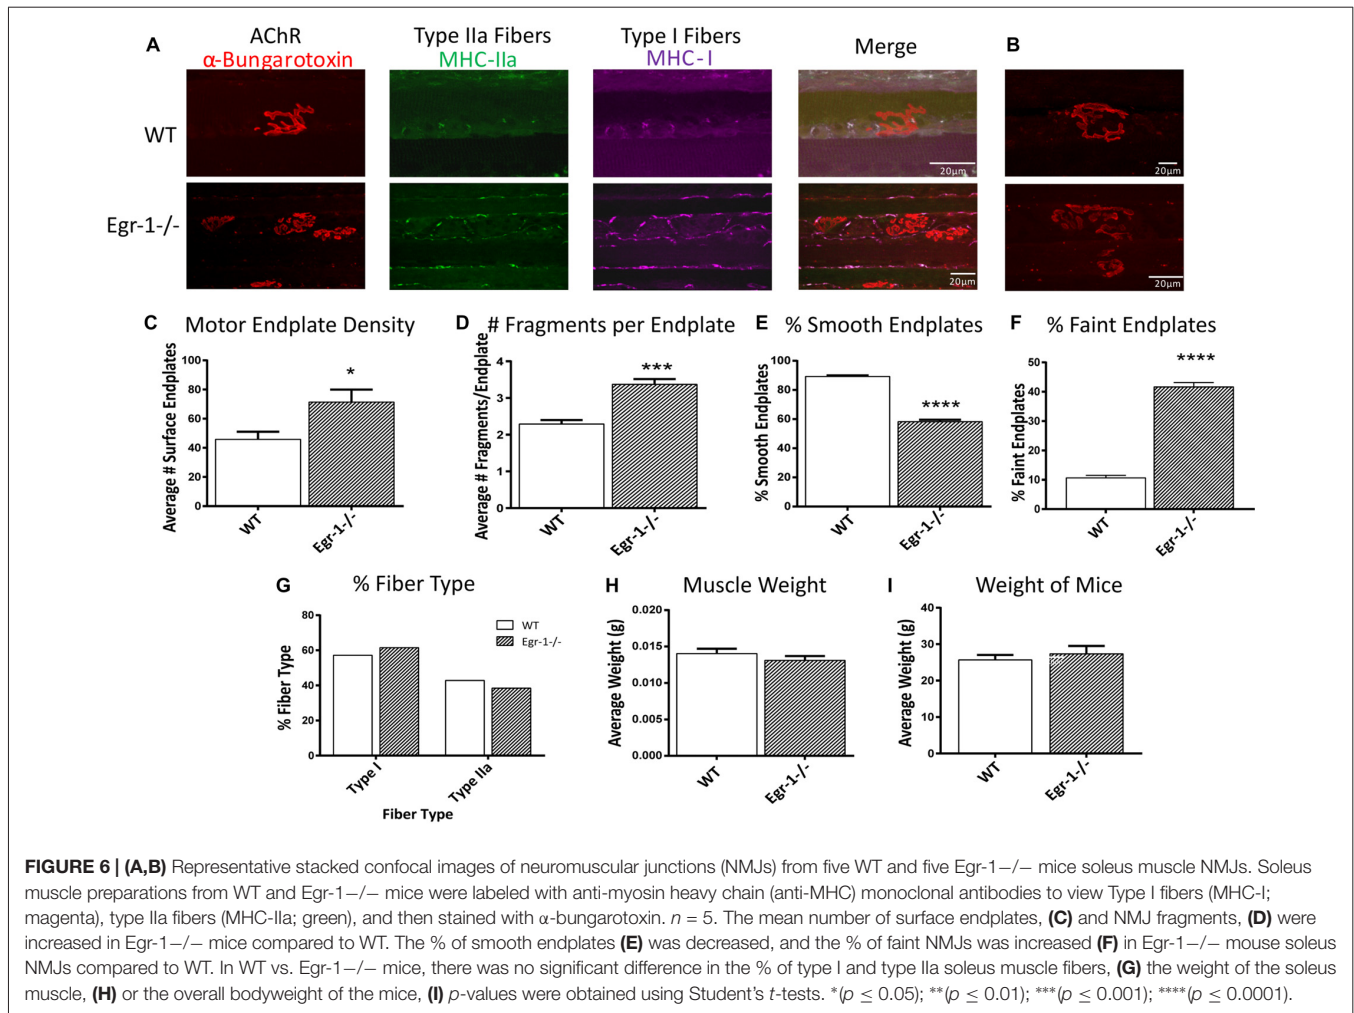 A
AChR
α-Bungarotoxin
Type IIa Fibers
MHC-IIa
Type I Fibers
MHC-I
Merge
B
WT
20μm
20μm
Egr-1-/-
20μm
20μm
C
Motor Endplate Density
Average # Surface Endplates
100
80
60
40
20
0
*
WT
Egr-1-/-
D
# Fragments per Endplate
Average # Fragments/Endplate
4
3
2
1
0
***
WT
Egr-1-/-
E
% Smooth Endplates
% Smooth Endplates
100
80
60
40
20
0
****
WT
Egr-1-/-
F
% Faint Endplates
% Faint Endplates
50
40
30
20
10
0
****
WT
Egr-1-/-
G
% Fiber Type
% Fiber Type
80
60
40
20
0
WT
Egr-1-/-
Type I
Type IIa
Fiber Type
H
Muscle Weight
Average Weight (g)
0.020
0.015
0.010
0.005
0.000
WT
Egr-1-/-
I
Weight of Mice
Average Weight (g)
40
30
20
10
0
WT
Egr-1-/-
FIGURE 6 | (A,B) Representative stacked confocal images of neuromuscular junctions (NMJs) from five WT and five Egr-1−/− mice soleus muscle NMJs. Soleus
muscle preparations from WT and Egr-1−/− mice were labeled with anti-myosin heavy chain (anti-MHC) monoclonal antibodies to view Type I fibers (MHC-I;
magenta), type IIa fibers (MHC-IIa; green), and then stained with α-bungarotoxin. n = 5. The mean number of surface endplates, (C) and NMJ fragments, (D) were
increased in Egr-1−/− mice compared to WT. The % of smooth endplates (E) was decreased, and the % of faint NMJs was increased (F) in Egr-1−/− mouse soleus
NMJs compared to WT. In WT vs. Egr-1−/− mice, there was no significant difference in the % of type I and type IIa soleus muscle fibers, (G) the weight of the soleus
muscle, (H) or the overall bodyweight of the mice, (I) p-values were obtained using Student's t-tests. *(p ≤ 0.05); **(p ≤ 0.01); ***(p ≤ 0.001); ****(p ≤ 0.0001).